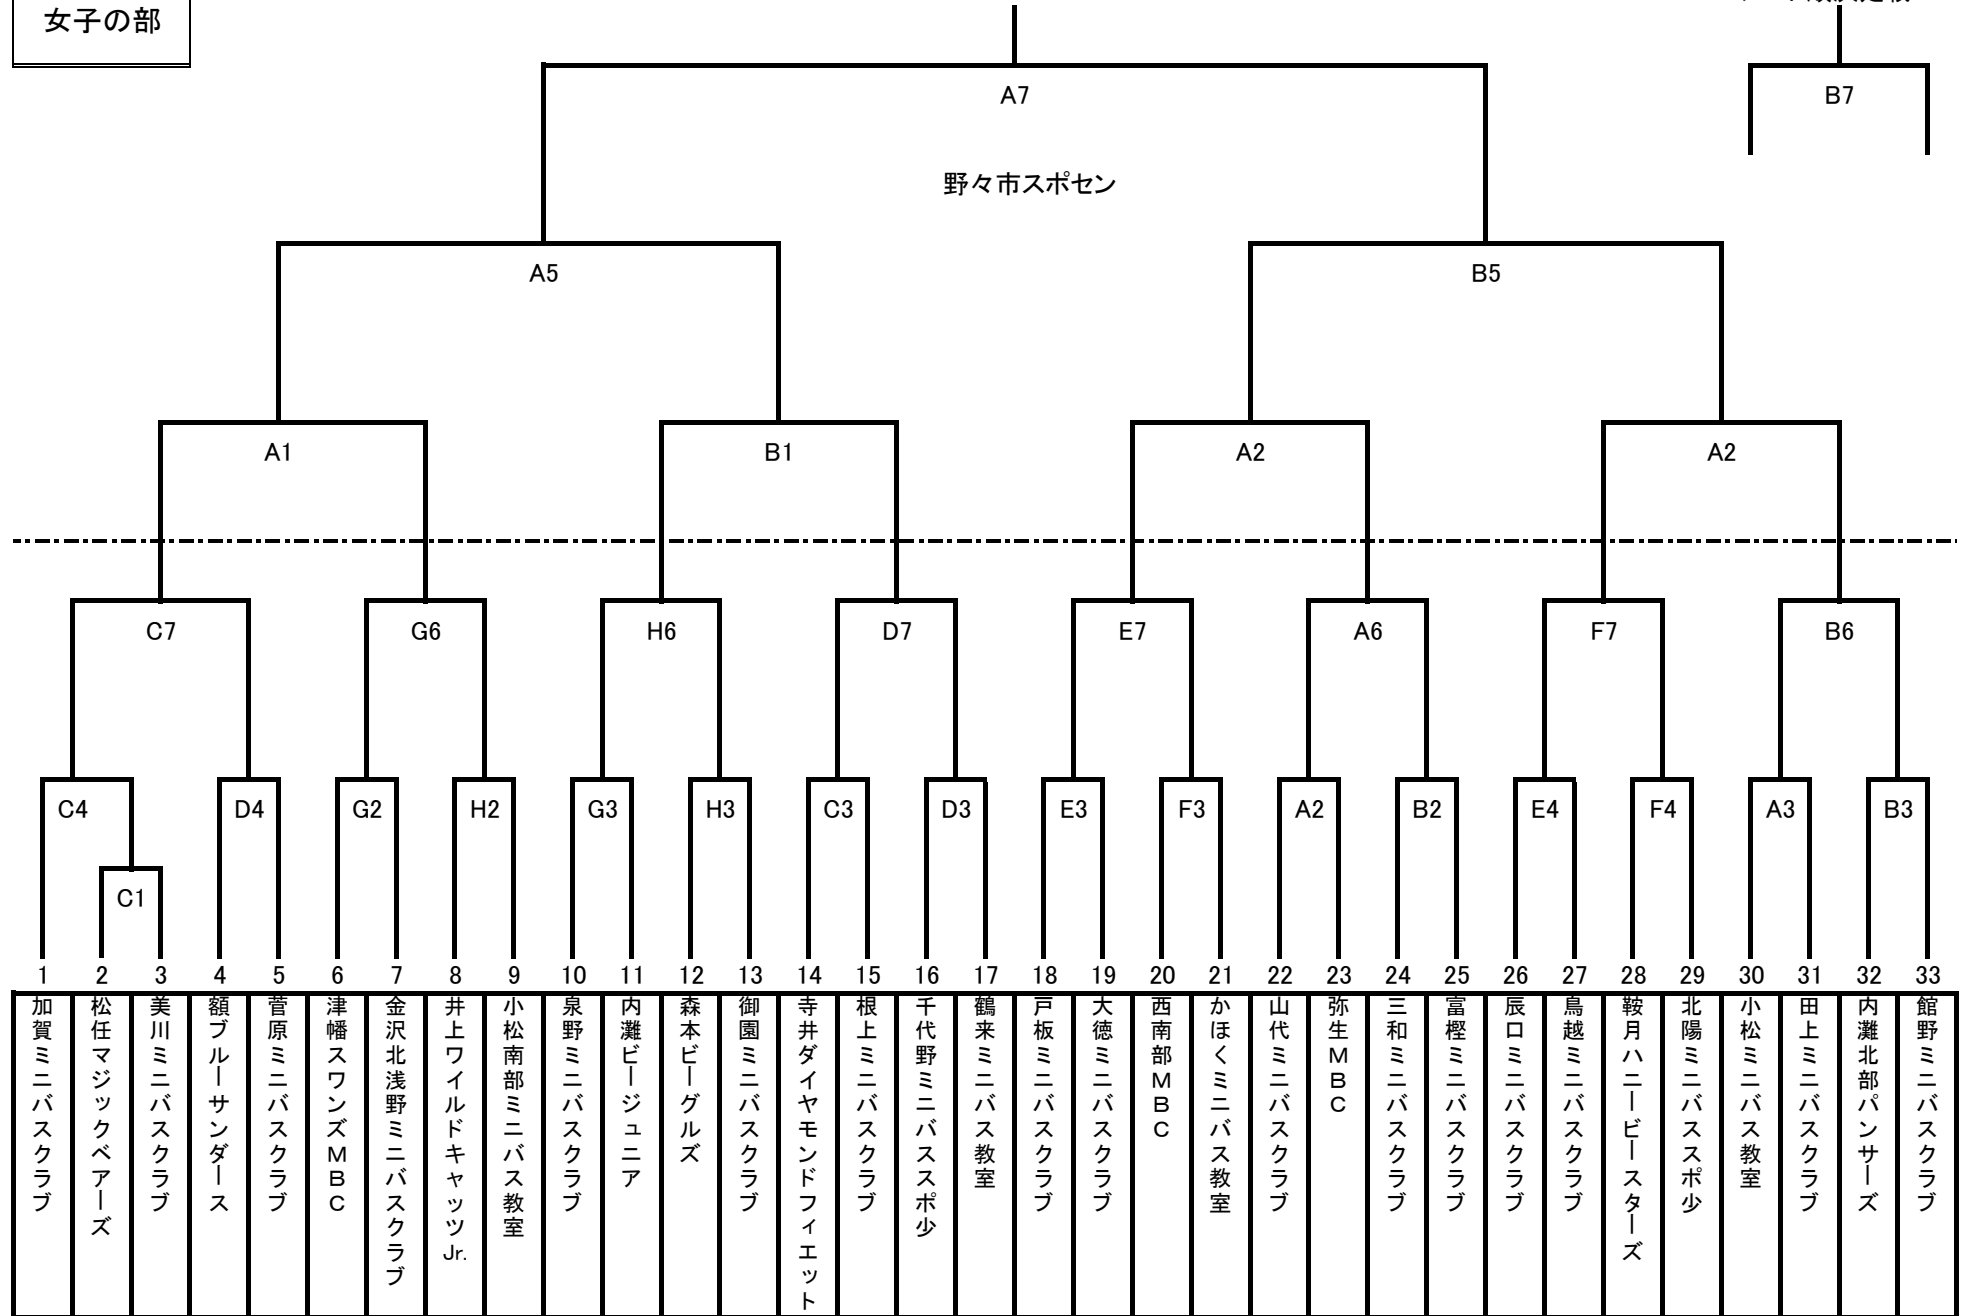 女子の部
A7
B7
野々市スポセン
A5
B5
A1
B1
A2
A2
C7
G6
H6
D7
E7
A6
F7
B6
C4
D4
G2
H2
G3
H3
C3
D3
E3
F3
A2
B2
E4
F4
A3
B3
C1
1 2 3 4 5 6 7 8 9 10 11 12 13 14 15 16 17 18 19 20 21 22 23 24 25 26 27 28 29 30 31 32 33
加賀ミニバスクラブ
松任マジックベアーズ
美川ミニバスクラブ
額ブルーサンダース
菅原ミニバスクラブ
津幡スワンズMBC
金沢北浅野ミニバスクラブ
井上ワイルドキャッツJr.
小松南部ミニバス教室
泉野ミニバスクラブ
内灘ビージュニア
森本ビーグルズ
御園ミニバスクラブ
寺井ダイヤモンドフィエット
根上ミニバスクラブ
千代野ミニバススポ少
鶴来ミニバス教室
戸板ミニバスクラブ
大徳ミニバスクラブ
西南部MBC
かほくミニバス教室
山代ミニバスクラブ
弥生MBC
三和ミニバスクラブ
富樫ミニバスクラブ
辰口ミニバスクラブ
鳥越ミニバスクラブ
鞍月ハニービースターズ
北陽ミニバススポ少
小松ミニバス教室
田上ミニバスクラブ
内灘北部パンサーズ
館野ミニバスクラブ